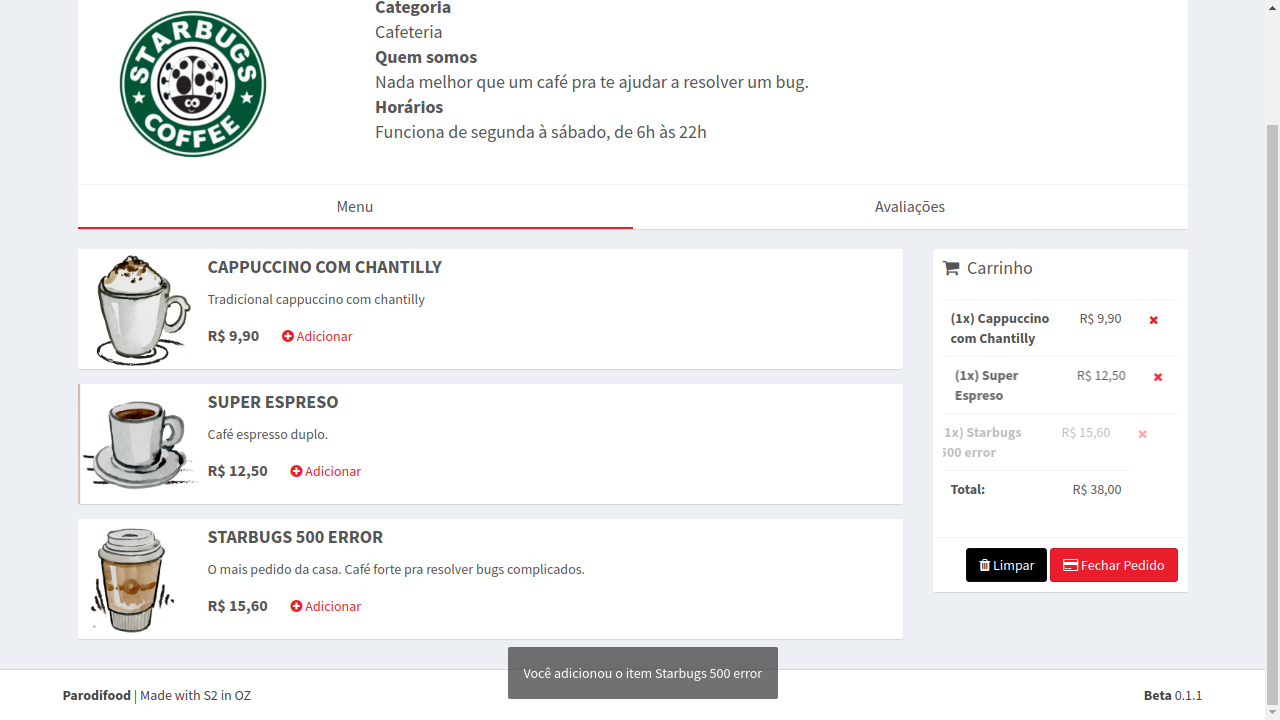 STARBUGS
COFFEE
Categoria
Cafeteria
Quem somos
Nada melhor que um café pra te ajudar a resolver um bug.
Horários
Funciona de segunda à sábado, de 6h às 22h
Menu
Avaliações
CAPPUCCINO COM CHANTILLY
Tradicional cappuccino com chantilly
R$ 9,90 Adicionar
SUPER ESPRESO
Café espresso duplo.
R$ 12,50 Adicionar
STARBUGS 500 ERROR
O mais pedido da casa. Café forte pra resolver bugs complicados.
R$ 15,60 Adicionar
Carrinho
(1x) Cappuccino R$ 9,90
com Chantilly
(1x) Super R$ 12,50
Espreso
1x) Starbugs R$ 15,60
500 error
Total: R$ 38,00
Limpar Fechar Pedido
Você adicionou o item Starbugs 500 error
Parodifood | Made with S2 in OZ
Beta 0.1.1